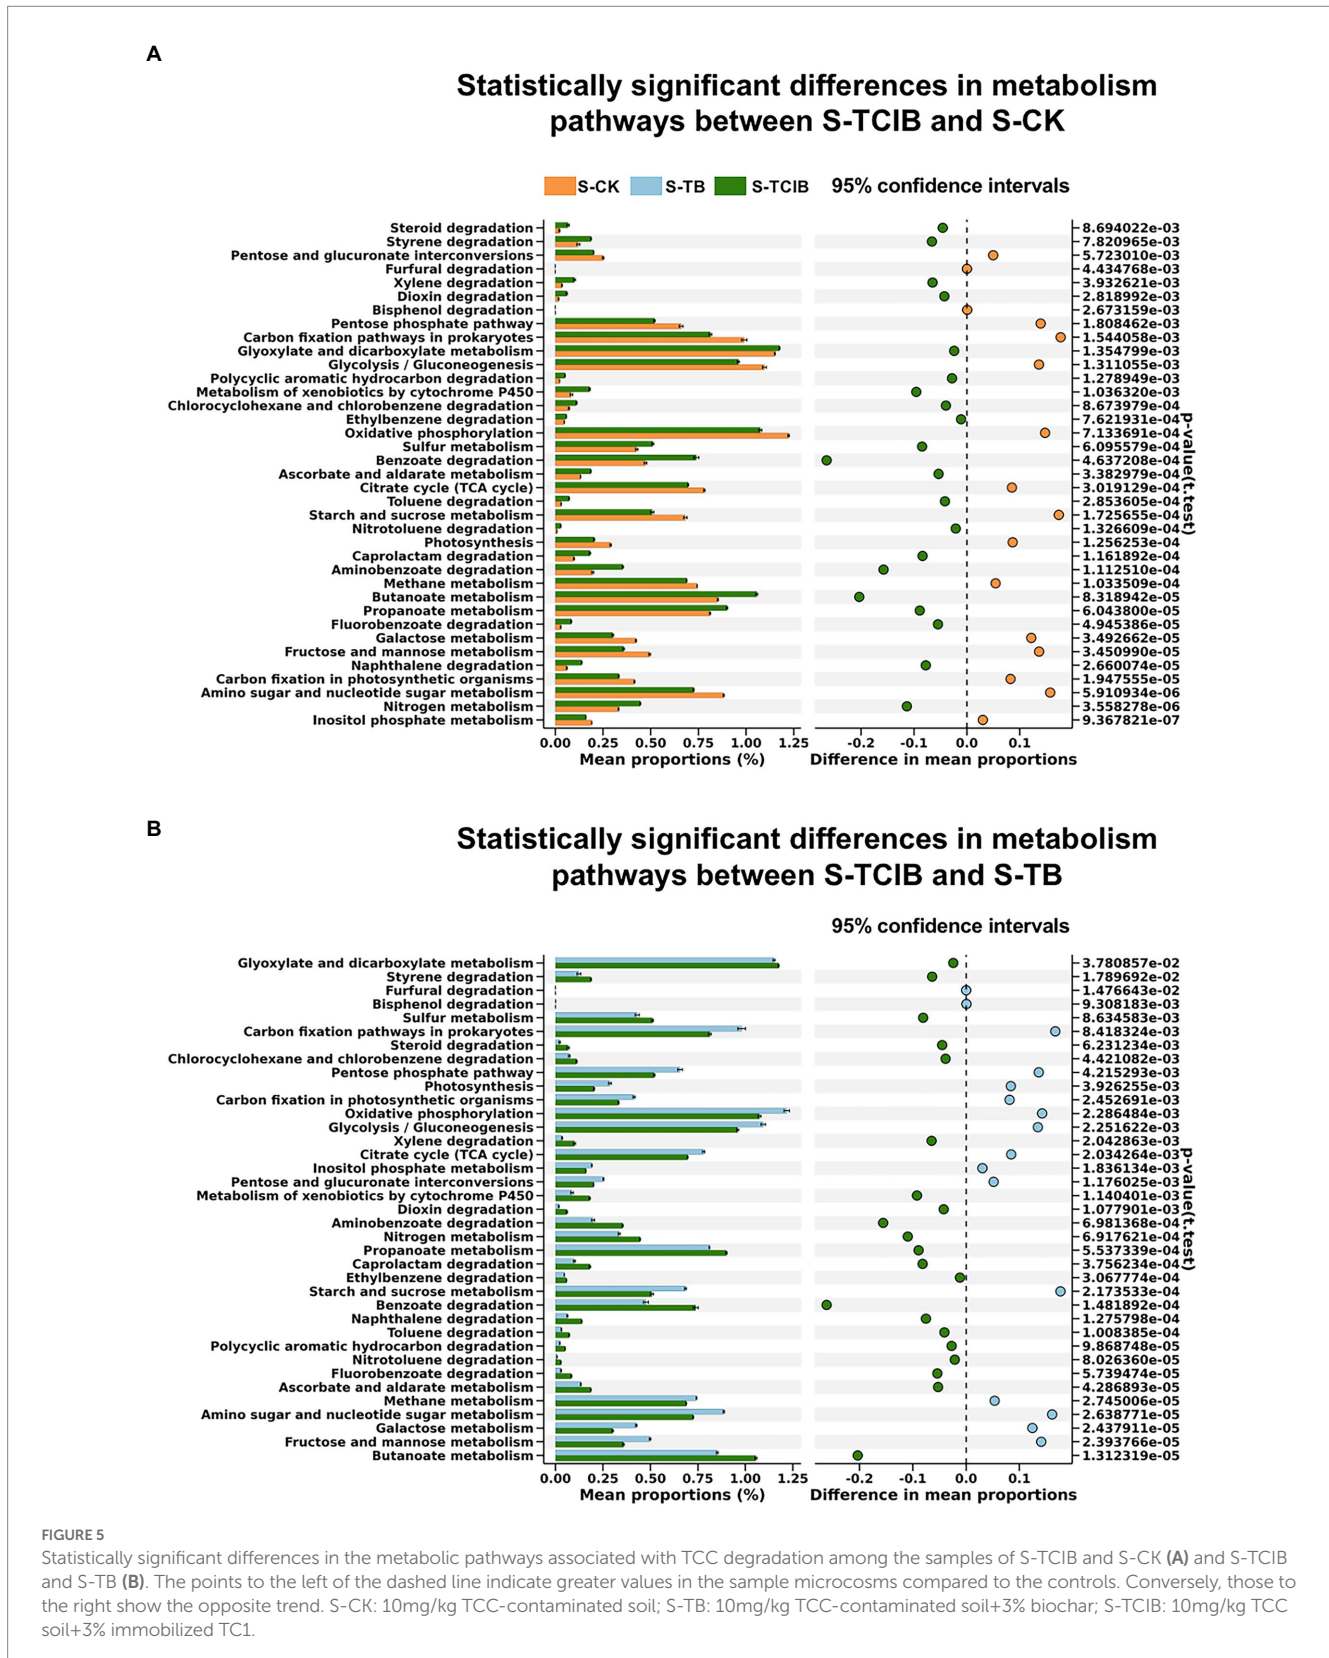 A
Statistically significant differences in metabolism
pathways between S-TCIB and S-CK
S-CK S-TB S-TCIB 95% confidence intervals
Steroid degradation 8.694022e-03
Styrene degradation 7.820965e-03
Pentose and glucuronate interconversions 5.723010e-03
Furfural degradation 4.434768e-03
Xylene degradation 3.932621e-03
Dioxin degradation 2.818992e-03
Bisphenol degradation 2.673159e-03
Pentose phosphate pathway 1.808462e-03
Carbon fixation pathways in prokaryotes 1.544058e-03
Glyoxylate and dicarboxylate metabolism 1.354799e-03
Glycolysis / Gluconeogenesis 1.311055e-03
Polycyclic aromatic hydrocarbon degradation 1.278949e-03
Metabolism of xenobiotics by cytochrome P450 1.036320e-03
Chlorocyclohexane and chlorobenzene degradation 8.673979e-04
Ethylbenzene degradation 7.621931e-04
Oxidative phosphorylation 7.133691e-04
Sulfur metabolism 6.095579e-04
Benzoate degradation 4.637208e-04
Ascorbate and aldarate metabolism 3.382979e-04
Citrate cycle (TCA cycle) 3.019129e-04
Toluene degradation 2.853605e-04
Starch and sucrose metabolism 1.725655e-04
Nitrotoluene degradation 1.326609e-04
Photosynthesis 1.256253e-04
Caprolactam degradation 1.161892e-04
Aminobenzoate degradation 1.112510e-04
Methane metabolism 1.033509e-04
Butanoate metabolism 8.318942e-05
Propanoate metabolism 6.043800e-05
Fluorobenzoate degradation 4.945386e-05
Galactose metabolism 3.492662e-05
Fructose and mannose metabolism 3.450990e-05
Naphthalene degradation 2.660074e-05
Carbon fixation in photosynthetic organisms 1.947555e-05
Amino sugar and nucleotide sugar metabolism 5.910934e-06
Nitrogen metabolism 3.558278e-06
Inositol phosphate metabolism 9.367821e-07
p-value(t.test)
0.00 0.25 0.50 0.75 1.00 1.25 -0.2 -0.1 0.0 0.1
Mean proportions (%) Difference in mean proportions
B
Statistically significant differences in metabolism
pathways between S-TCIB and S-TB
95% confidence intervals
Glyoxylate and dicarboxylate metabolism 3.780857e-02
Styrene degradation 1.789692e-02
Furfural degradation 1.476643e-02
Bisphenol degradation 9.308183e-03
Sulfur metabolism 8.634583e-03
Carbon fixation pathways in prokaryotes 8.418324e-03
Steroid degradation 6.231234e-03
Chlorocyclohexane and chlorobenzene degradation 4.421082e-03
Pentose phosphate pathway 4.215293e-03
Photosynthesis 3.926255e-03
Carbon fixation in photosynthetic organisms 2.452691e-03
Oxidative phosphorylation 2.286484e-03
Glycolysis / Gluconeogenesis 2.251622e-03
Xylene degradation 2.042863e-03
Citrate cycle (TCA cycle) 2.034264e-03
Inositol phosphate metabolism 1.836134e-03
Pentose and glucuronate interconversions 1.176025e-03
Metabolism of xenobiotics by cytochrome P450 1.140401e-03
Dioxin degradation 1.077901e-03
Aminobenzoate degradation 6.981368e-04
Nitrogen metabolism 6.917621e-04
Propanoate metabolism 5.537339e-04
Caprolactam degradation 3.756234e-04
Ethylbenzene degradation 3.067774e-04
Starch and sucrose metabolism 2.173533e-04
Benzoate degradation 1.481892e-04
Naphthalene degradation 1.275798e-04
Toluene degradation 1.008385e-04
Polycyclic aromatic hydrocarbon degradation 9.868748e-05
Nitrotoluene degradation 8.026360e-05
Fluorobenzoate degradation 5.739474e-05
Ascorbate and aldarate metabolism 4.286893e-05
Methane metabolism 2.745006e-05
Amino sugar and nucleotide sugar metabolism 2.638771e-05
Galactose metabolism 2.437911e-05
Fructose and mannose metabolism 2.393766e-05
Butanoate metabolism 1.312319e-05
p-value(t.test)
0.00 0.25 0.50 0.75 1.00 1.25 -0.2 -0.1 0.0 0.1
Mean proportions (%) Difference in mean proportions
FIGURE 5
Statistically significant differences in the metabolic pathways associated with TCC degradation among the samples of S-TCIB and S-CK (A) and S-TCIB
and S-TB (B). The points to the left of the dashed line indicate greater values in the sample microcosms compared to the controls. Conversely, those to
the right show the opposite trend. S-CK: 10mg/kg TCC-contaminated soil; S-TB: 10mg/kg TCC-contaminated soil+3% biochar; S-TCIB: 10mg/kg TCC
soil+3% immobilized TC1.